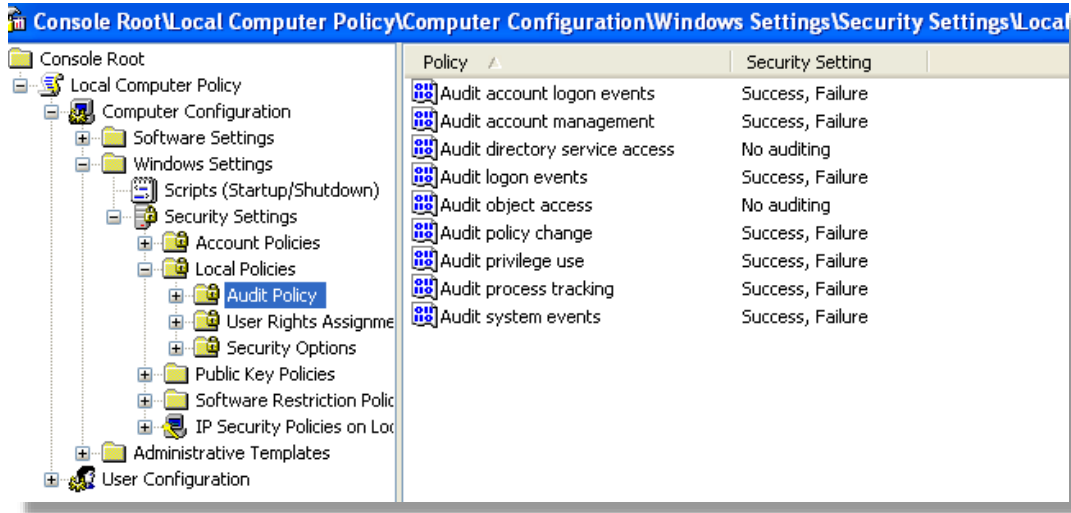 Console Root\Local Computer Policy\Computer Configuration\Windows Settings\Security Settings\Local
Console Root
Local Computer Policy
Computer Configuration
Software Settings
Windows Settings
Scripts (Startup/Shutdown)
Security Settings
Account Policies
Local Policies
Audit Policy
User Rights Assignme
Security Options
Public Key Policies
Software Restriction Polic
IP Security Policies on Loc
Administrative Templates
User Configuration
Policy Security Setting
Audit account logon events Success, Failure
Audit account management Success, Failure
Audit directory service access No auditing
Audit logon events Success, Failure
Audit object access No auditing
Audit policy change Success, Failure
Audit privilege use Success, Failure
Audit process tracking Success, Failure
Audit system events Success, Failure